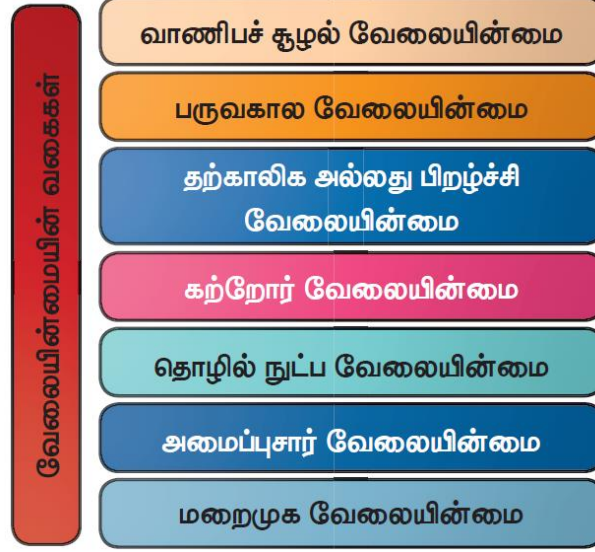 வேலையின்மையின் வகைகள்
வாணிபச் சூழல் வேலையின்மை
பருவகால வேலையின்மை
தற்காலிக அல்லது பிறழ்ச்சி
வேலையின்மை
கற்றோர் வேலையின்மை
தொழில் நுட்ப வேலையின்மை
அமைப்புசார் வேலையின்மை
மறைமுக வேலையின்மை